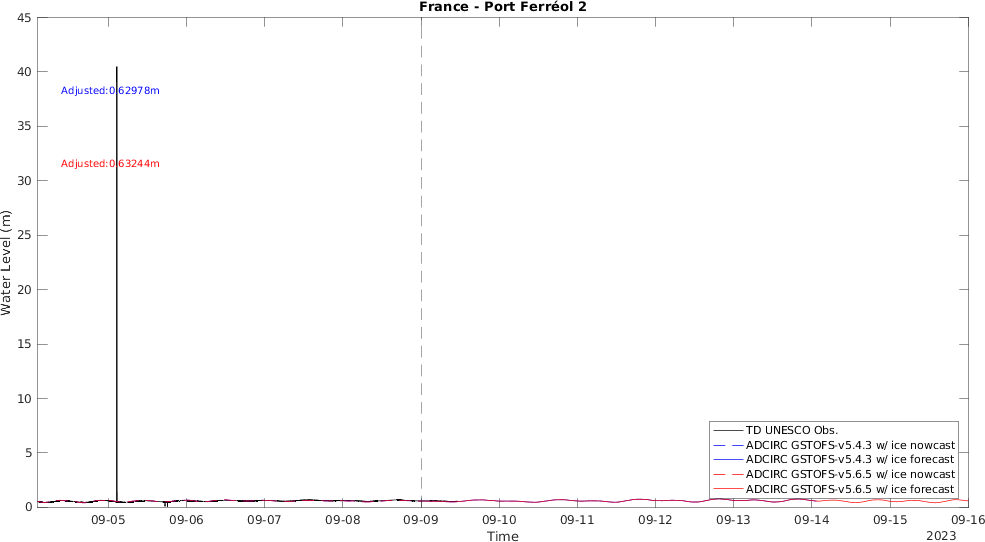 France - Port Ferréol 2
45
40
35
30
25
20
15
10
5
0
Water Level (m)
Adjusted:0.62978m
Adjusted:0.63244m
TD UNESCO Obs.
ADCIRC GSTOFS-v5.4.3 w/ ice nowcast
ADCIRC GSTOFS-v5.4.3 w/ ice forecast
ADCIRC GSTOFS-v5.6.5 w/ ice nowcast
ADCIRC GSTOFS-v5.6.5 w/ ice forecast
09-05 09-06 09-07 09-08 09-09 09-10 09-11 09-12 09-13 09-14 09-15 09-16
Time
2023